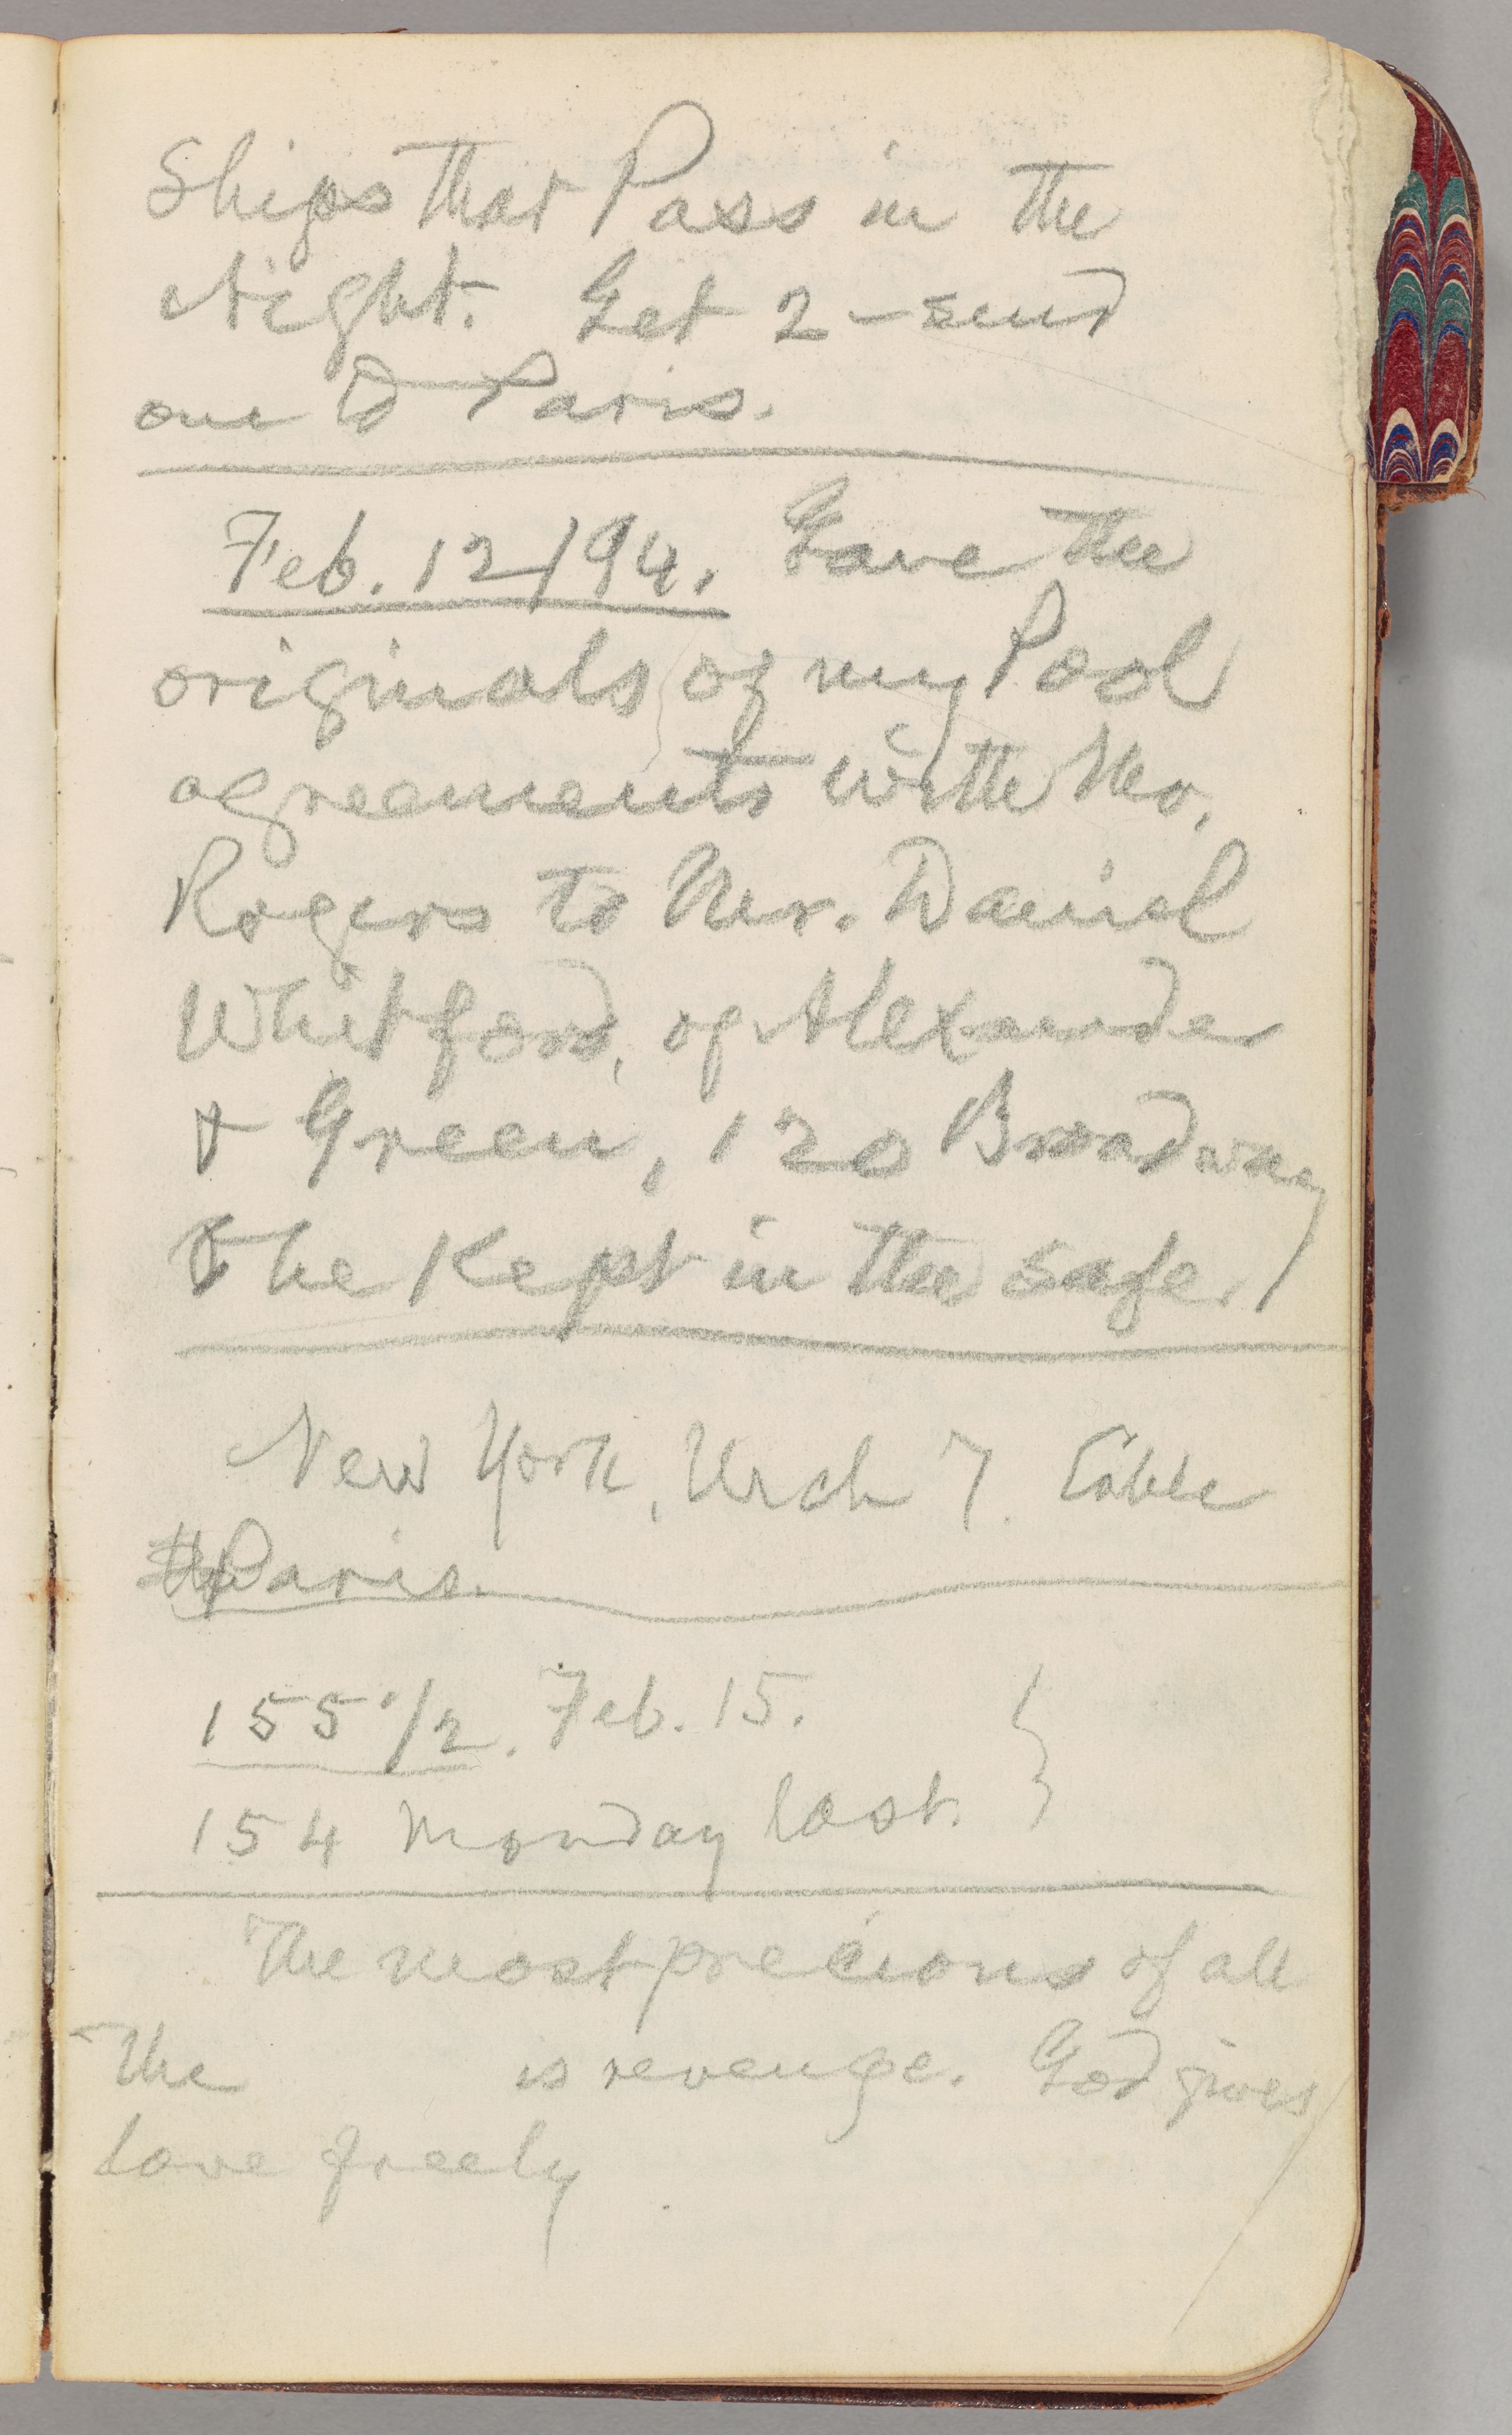 Ships that Pass in the
Night. Get 2 – send
one to Paris.
Feb. 12/94. Gave the
originals of my Pool
agreements with Mr.
Rogers to Mr. Daniel
Whitford, of Alexander
& Green, 120 Broadway
& he Kept in the safe.
New York, Mrch 7. Cable
Paris.
155 1/2. Feb. 15.
154 Monday last.
The most precious of all
the is revenge. God gives
love freely